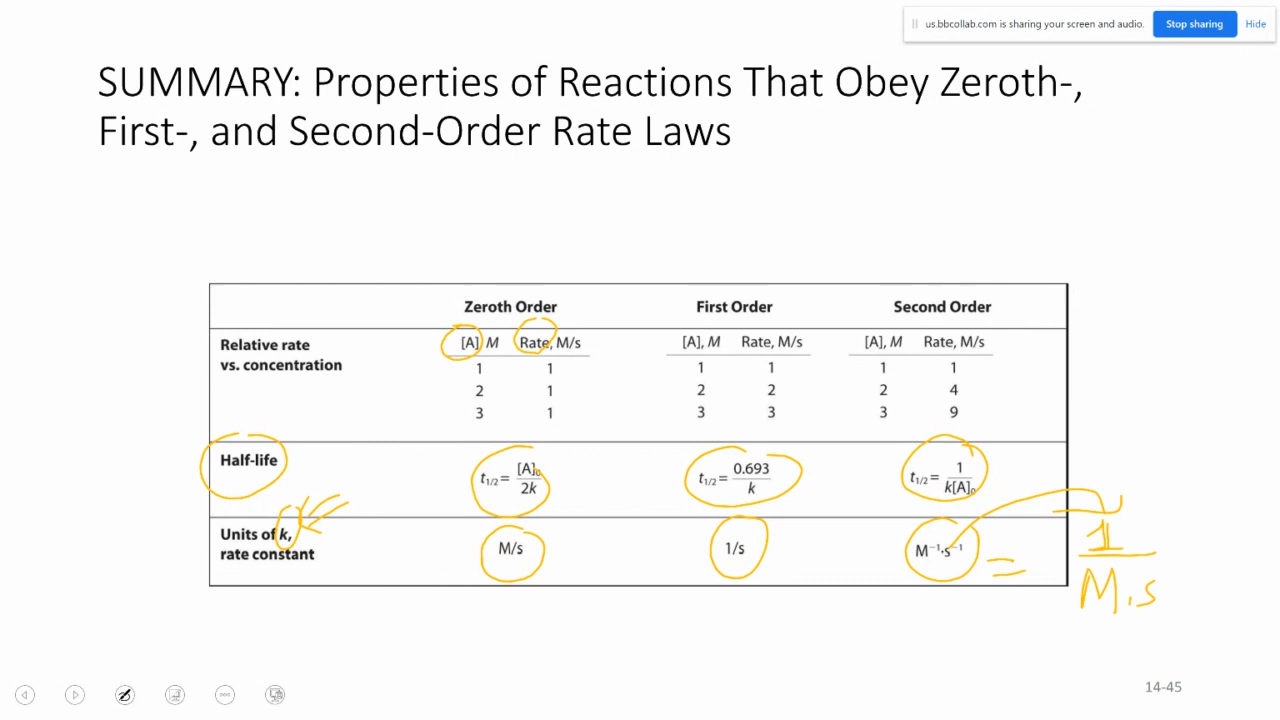 us.bbcollab.com is sharing your screen and audio. Stop sharing Hide
SUMMARY: Properties of Reactions That Obey Zeroth-,
First-, and Second-Order Rate Laws
Zeroth Order First Order Second Order
Relative rate
vs. concentration
[A], M Rate, M/s [A], M Rate, M/s [A], M Rate, M/s
1 1 1 1 1 1
2 1 2 2 2 4
3 1 3 3 3 9
Half-life t₁/₂ = [A]₀/2k t₁/₂ = 0.693/k t₁/₂ = 1/k[A]₀
Units of k,
rate constant
M/s 1/s M⁻¹·s⁻¹ = 1/M.s
14-45